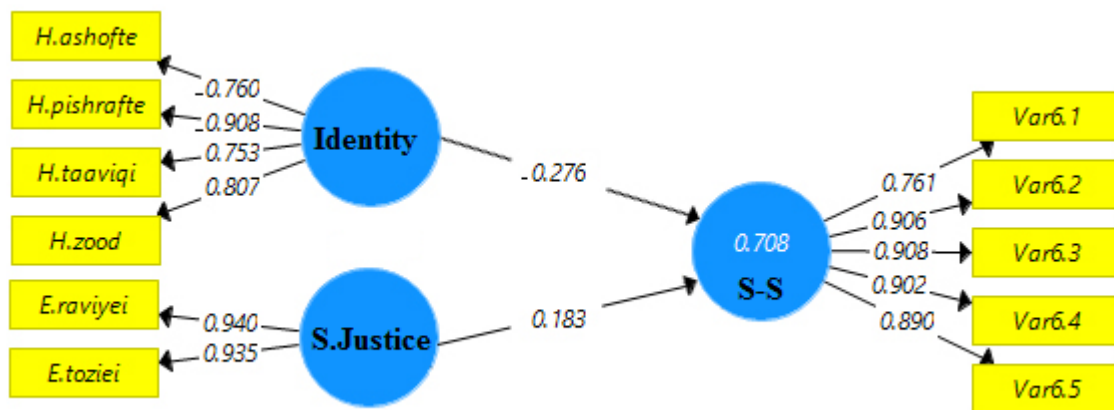 H.ashofte
H.pishrafte
H.taaviqi
H.zood
E.raviyei
E.toziei
-0.760
-0.908
0.753
0.807
0.940
0.935
Identity
S.Justice
-0.276
0.183
0.708
S-S
0.761
0.906
0.908
0.902
0.890
Var6.1
Var6.2
Var6.3
Var6.4
Var6.5